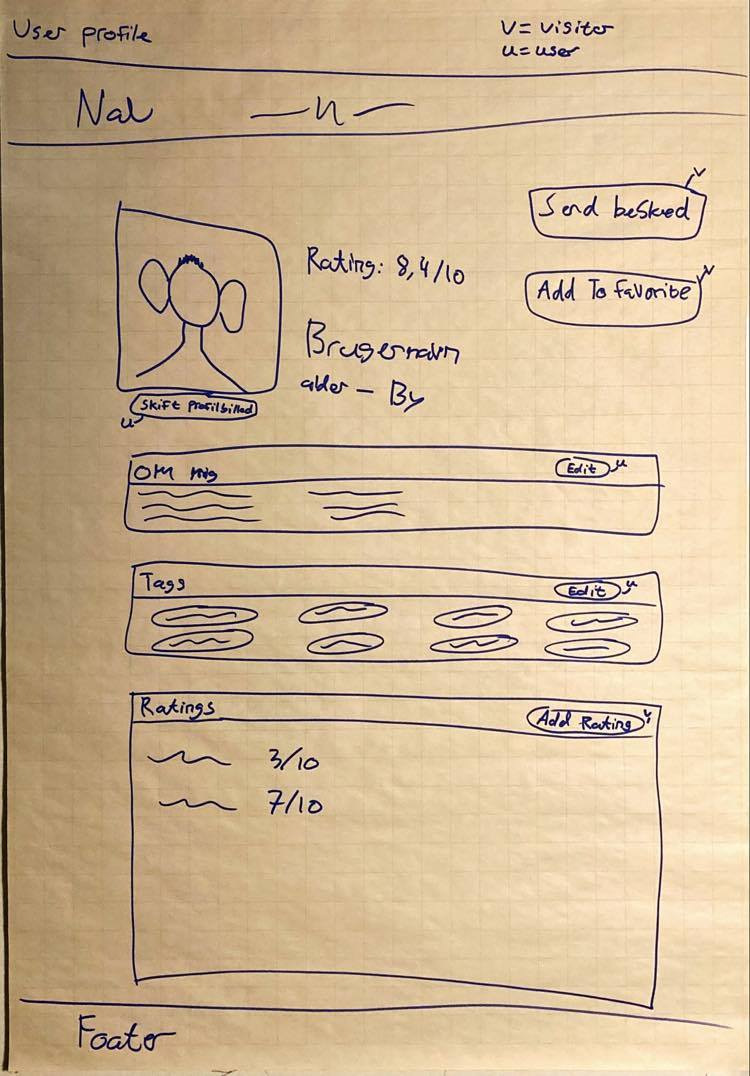 User profile
V = visiter
u = user
Nav
Send besked
v
Add To favorite
v
Rating: 8,4/10
Brugernavn
alder – By
Skift profilbilled
u
OM mig
Edit
u
Tags
Edit
u
Ratings
Add Rating
v
3/10
7/10
Footer